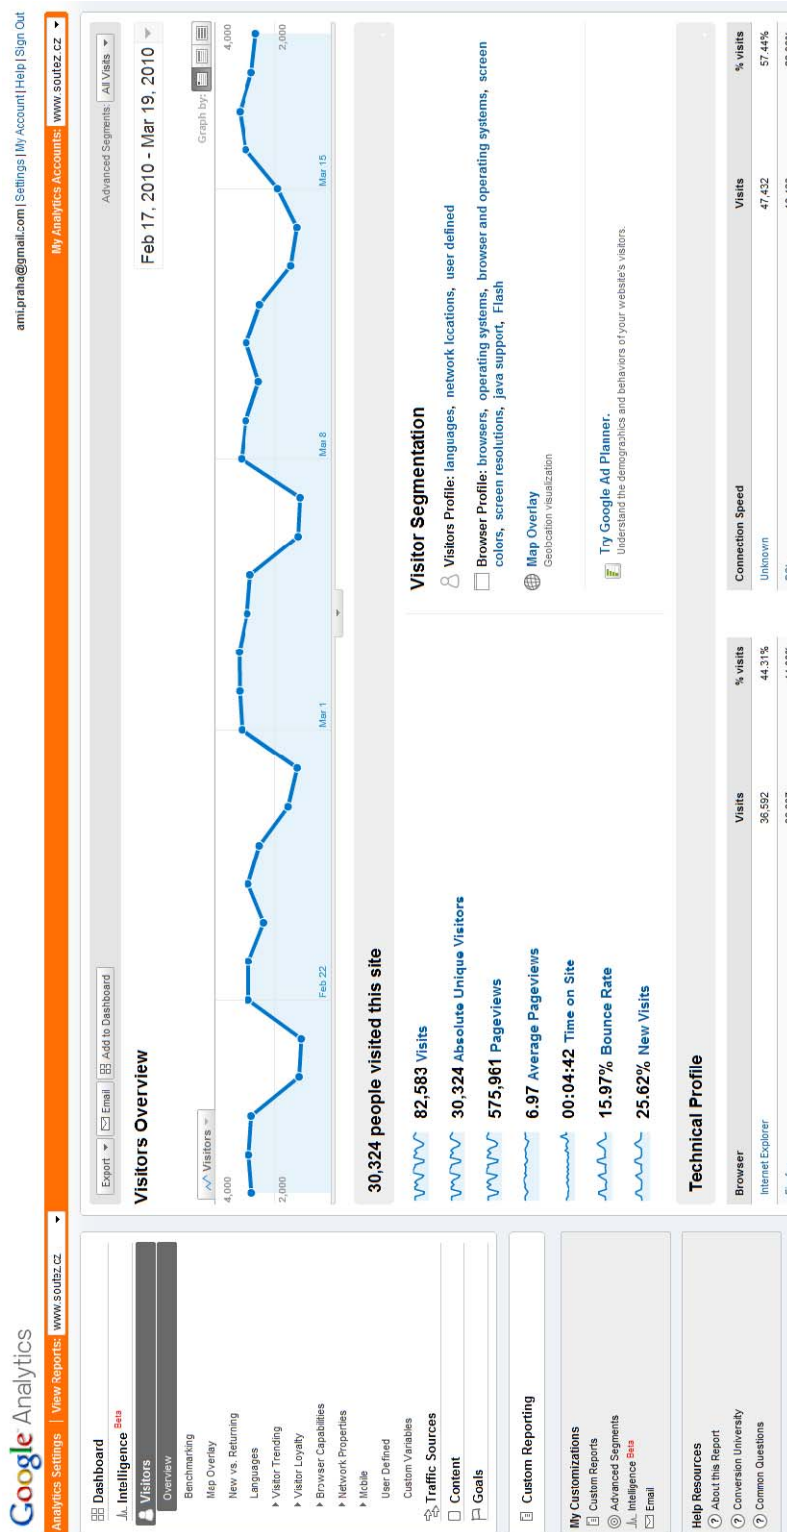 Google Analytics
ami.praha@gmail.com | Settings | My Account | Help | Sign Out
Analytics Settings | View Reports: www.soutez.cz
My Analytics Accounts: www.soutez.cz
Dashboard
Intelligence Beta
Visitors
Overview
Benchmarking
Map Overlay
New vs. Returning
Languages
Visitor Trending
Visitor Loyalty
Browser Capabilities
Network Properties
Mobile
User Defined
Custom Variables
Traffic Sources
Content
Goals
Custom Reporting
My Customizations
Custom Reports
Advanced Segments
Intelligence Beta
Email
Help Resources
About this Report
Conversion University
Common Questions
Export Email Add to Dashboard
Advanced Segments: All Visits
Visitors Overview
Feb 17, 2010 - Mar 19, 2010
Visitors
Graph by:
4,000 4,000
2,000 2,000
Feb 22 Mar 1 Mar 8 Mar 15
30,324 people visited this site
82,583 Visits
30,324 Absolute Unique Visitors
575,961 Pageviews
6.97 Average Pageviews
00:04:42 Time on Site
15.97% Bounce Rate
25.62% New Visits
Visitor Segmentation
Visitors Profile: languages, network locations, user defined
Browser Profile: browsers, operating systems, browser and operating systems, screen
colors, screen resolutions, java support, Flash
Map Overlay
Geolocation visualization
Try Google Ad Planner.
Understand the demographics and behaviors of your website's visitors.
Technical Profile
Browser Visits % visits
Internet Explorer 36,592 44.31%
Connection Speed Visits % visits
Unknown 47,432 57.44%